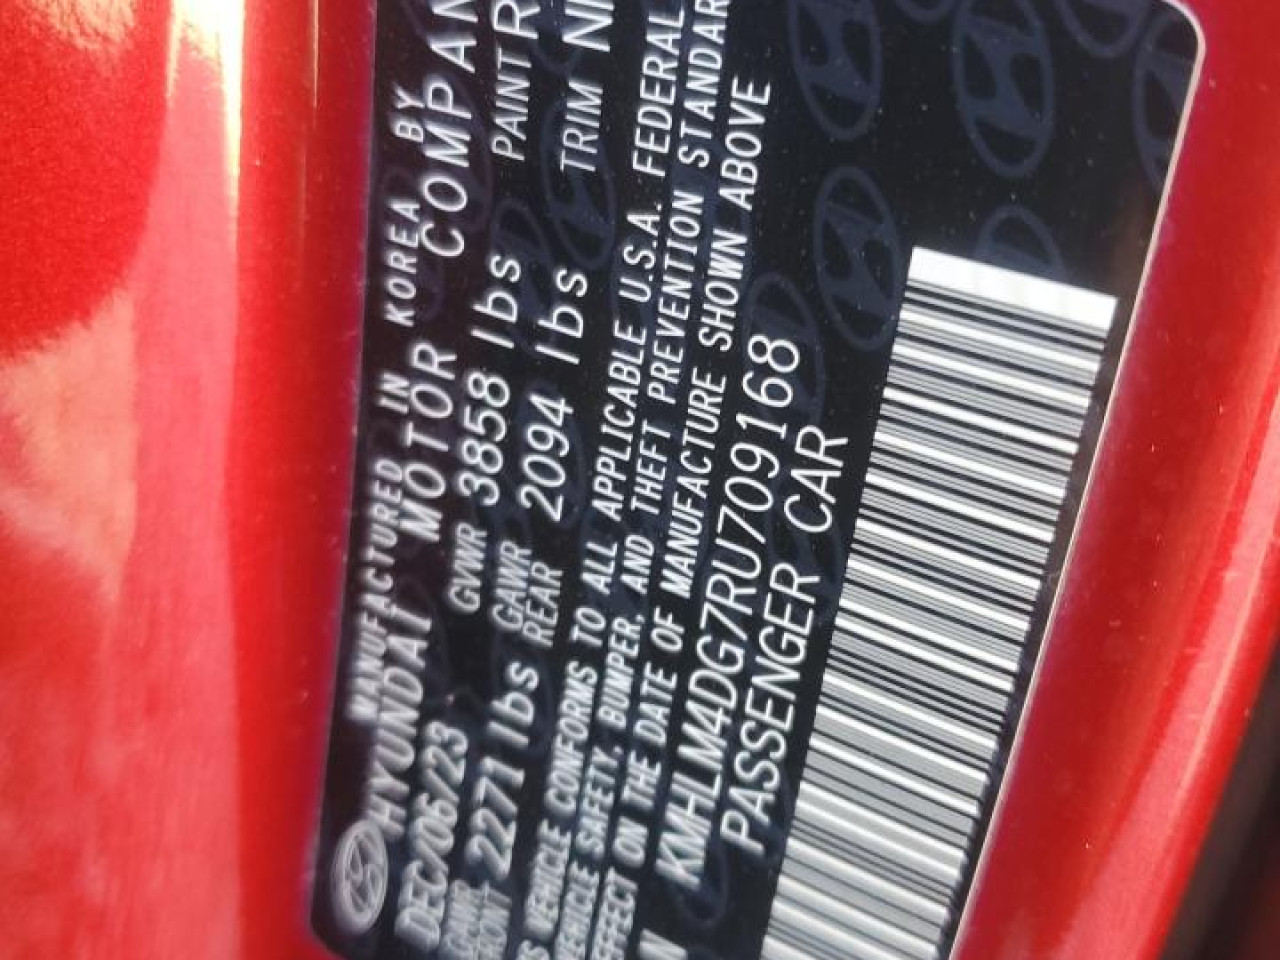 MANUFACTURED IN KOREA BY
HYUNDAI MOTOR COMPAN
DEC/06/23 GVWR 3858 lbs PAINT R
GAWR FRONT 2271 lbs GAWR REAR 2094 lbs TRIM
S VEHICLE CONFORMS TO ALL APPLICABLE U.S.A. FEDERAL
VEHICLE SAFETY, BUMPER, AND THEFT PREVENTION STANDAR
EFFECT ON THE DATE OF MANUFACTURE SHOWN ABOVE
N KMHLM4DG7RU709168
PASSENGER CAR